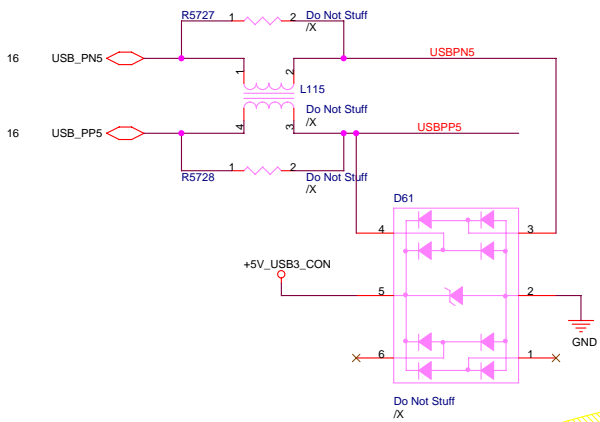 R5727
1
2
Do Not Stuff
/X
16
USB_PN5
USBPN5
1
2
L115
Do Not Stuff
/X
16
USB_PP5
USBPP5
4
3
R5728
1
2
Do Not Stuff
/X
D61
4
3
+5V_USB3_CON
5
2
GND
6
1
Do Not Stuff
/X